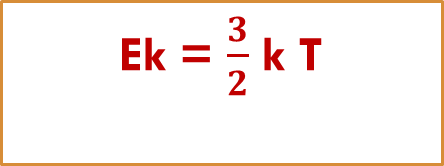 Ek = 3/2 k T